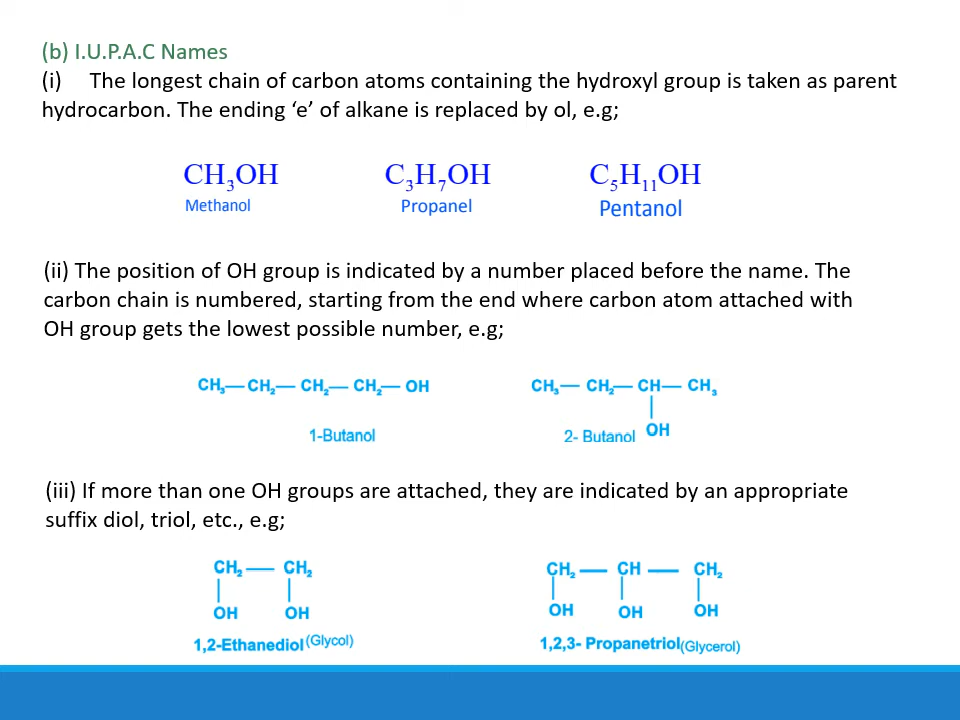 (b) I.U.P.A.C Names
(i) The longest chain of carbon atoms containing the hydroxyl group is taken as parent
hydrocarbon. The ending ‘e’ of alkane is replaced by ol, e.g;
CH₃OH C₃H₇OH C₅H₁₁OH
Methanol Propanel Pentanol
(ii) The position of OH group is indicated by a number placed before the name. The
carbon chain is numbered, starting from the end where carbon atom attached with
OH group gets the lowest possible number, e.g;
CH₃— CH₂— CH₂— CH₂— OH CH₃— CH₂— CH— CH₃
1-Butanol 2- Butanol OH
(iii) If more than one OH groups are attached, they are indicated by an appropriate
suffix diol, triol, etc., e.g;
CH₂ — CH₂ CH₂ — CH — CH₂
OH OH OH OH OH
1,2-Ethanediol (Glycol) 1,2,3- Propanetriol (Glycerol)